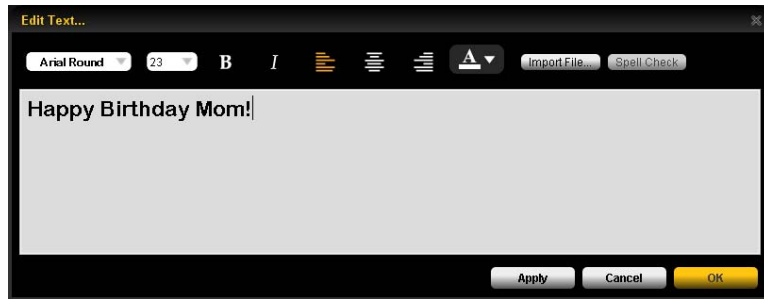 Edit Text...
Arial Round 23 B I A Import File... Spell Check
Happy Birthday Mom!
Apply Cancel OK